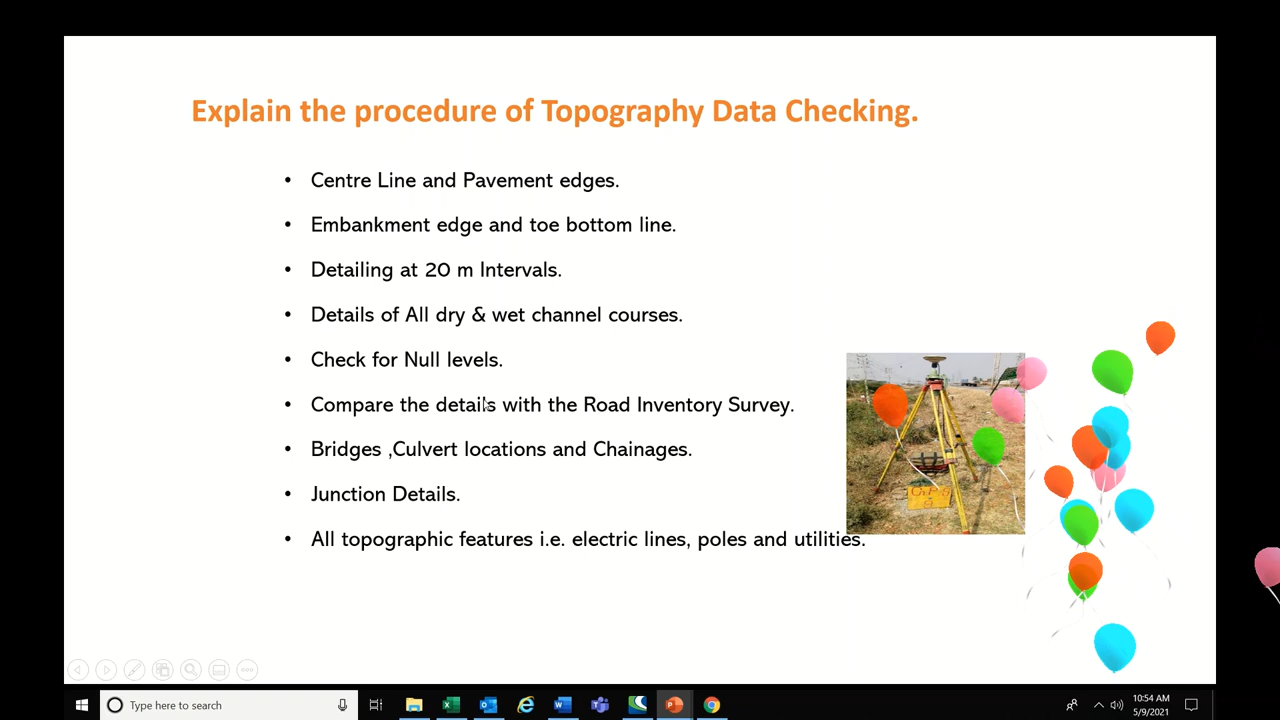 Explain the procedure of Topography Data Checking.
• Centre Line and Pavement edges.
• Embankment edge and toe bottom line.
• Detailing at 20 m Intervals.
• Details of All dry & wet channel courses.
• Check for Null levels.
• Compare the details with the Road Inventory Survey.
• Bridges ,Culvert locations and Chainages.
• Junction Details.
• All topographic features i.e. electric lines, poles and utilities.
Type here to search
10:54 AM
5/9/2021